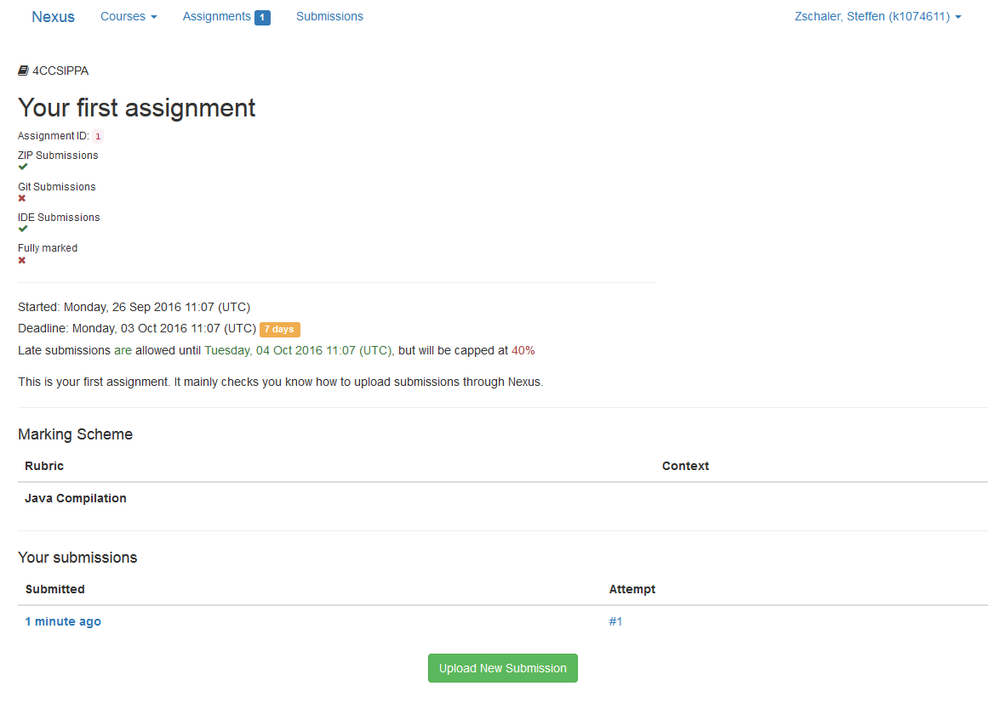 Nexus Courses Assignments 1 Submissions Zschaler, Steffen (k1074611)
4CCSIPPA
Your first assignment
Assignment ID: 1
ZIP Submissions
Git Submissions
IDE Submissions
Fully marked
Started: Monday, 26 Sep 2016 11:07 (UTC)
Deadline: Monday, 03 Oct 2016 11:07 (UTC) 7 days
Late submissions are allowed until Tuesday, 04 Oct 2016 11:07 (UTC), but will be capped at 40%
This is your first assignment. It mainly checks you know how to upload submissions through Nexus.
Marking Scheme
Rubric Context
Java Compilation
Your submissions
Submitted Attempt
1 minute ago #1
Upload New Submission